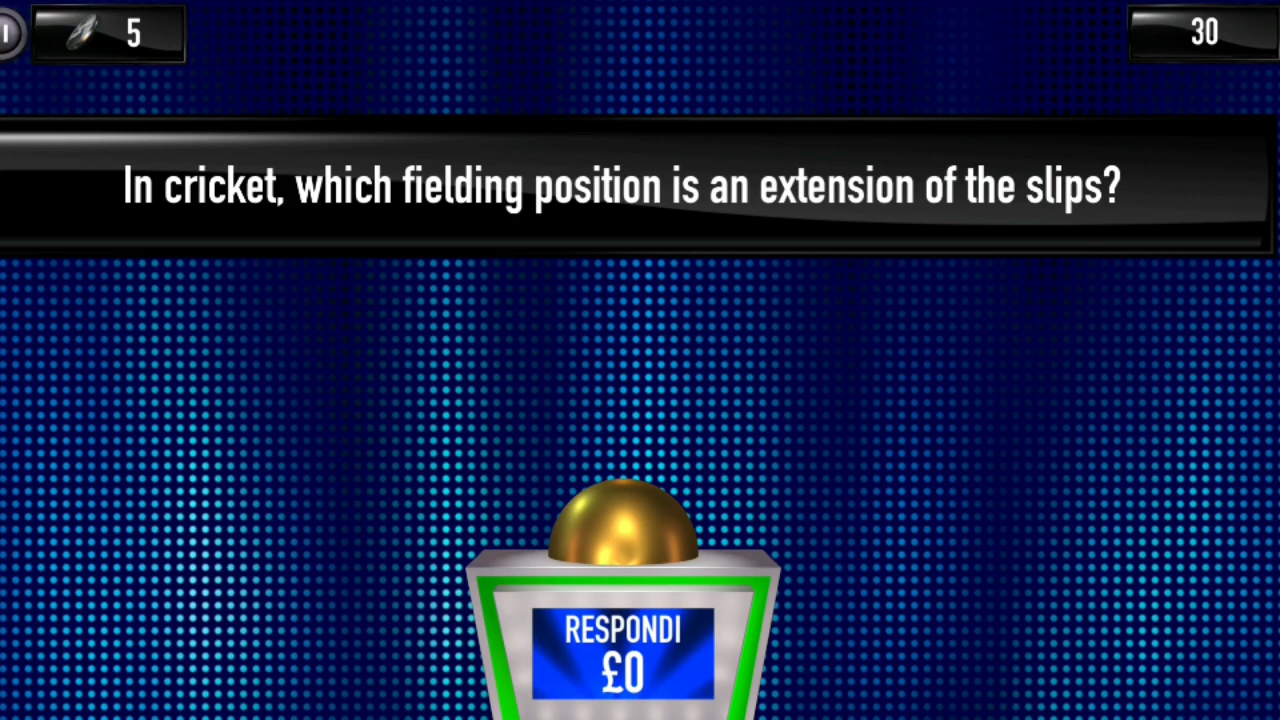 5
30
In cricket, which fielding position is an extension of the slips?
RESPONDI
£0